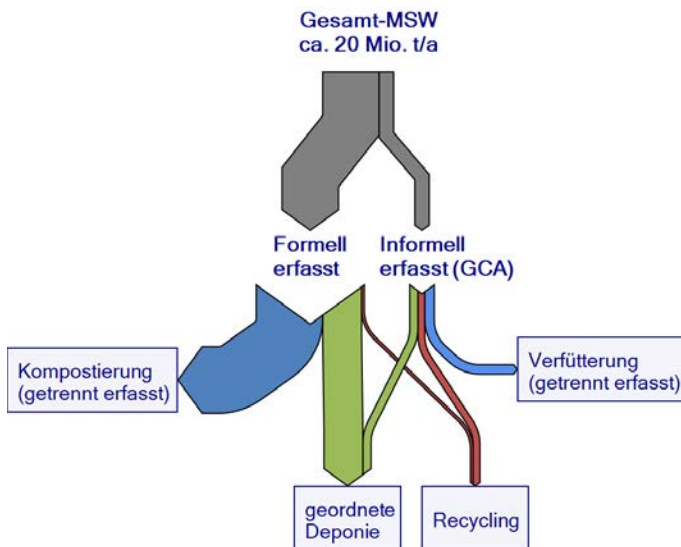 Gesamt-MSW
ca. 20 Mio. t/a
Formell
erfasst
Informell
erfasst (GCA)
Kompostierung
(getrennt erfasst)
Verfütterung
(getrennt erfasst)
geordnete
Deponie
Recycling